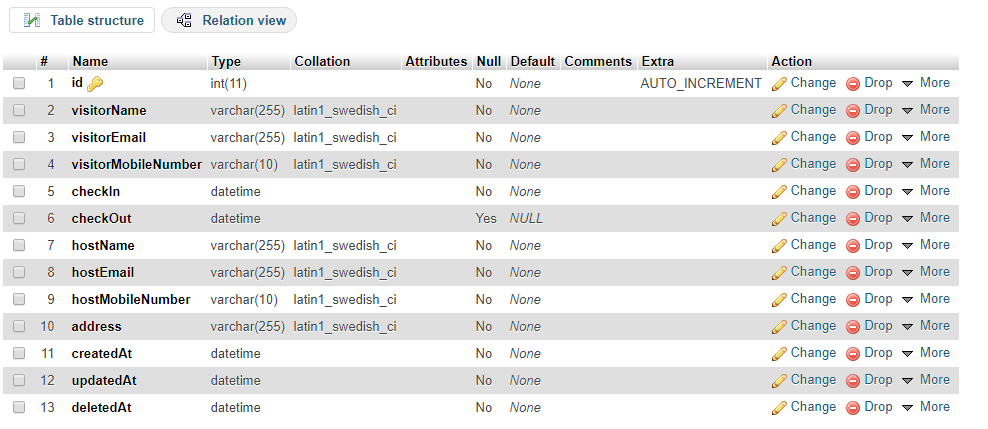 Table structure Relation view
# Name Type Collation Attributes Null Default Comments Extra Action
1 id int(11) No None AUTO_INCREMENT Change Drop More
2 visitorName varchar(255) latin1_swedish_ci No None Change Drop More
3 visitorEmail varchar(255) latin1_swedish_ci No None Change Drop More
4 visitorMobileNumber varchar(10) latin1_swedish_ci No None Change Drop More
5 checkIn datetime No None Change Drop More
6 checkOut datetime Yes NULL Change Drop More
7 hostName varchar(255) latin1_swedish_ci No None Change Drop More
8 hostEmail varchar(255) latin1_swedish_ci No None Change Drop More
9 hostMobileNumber varchar(10) latin1_swedish_ci No None Change Drop More
10 address varchar(255) latin1_swedish_ci No None Change Drop More
11 createdAt datetime No None Change Drop More
12 updatedAt datetime No None Change Drop More
13 deletedAt datetime No None Change Drop More